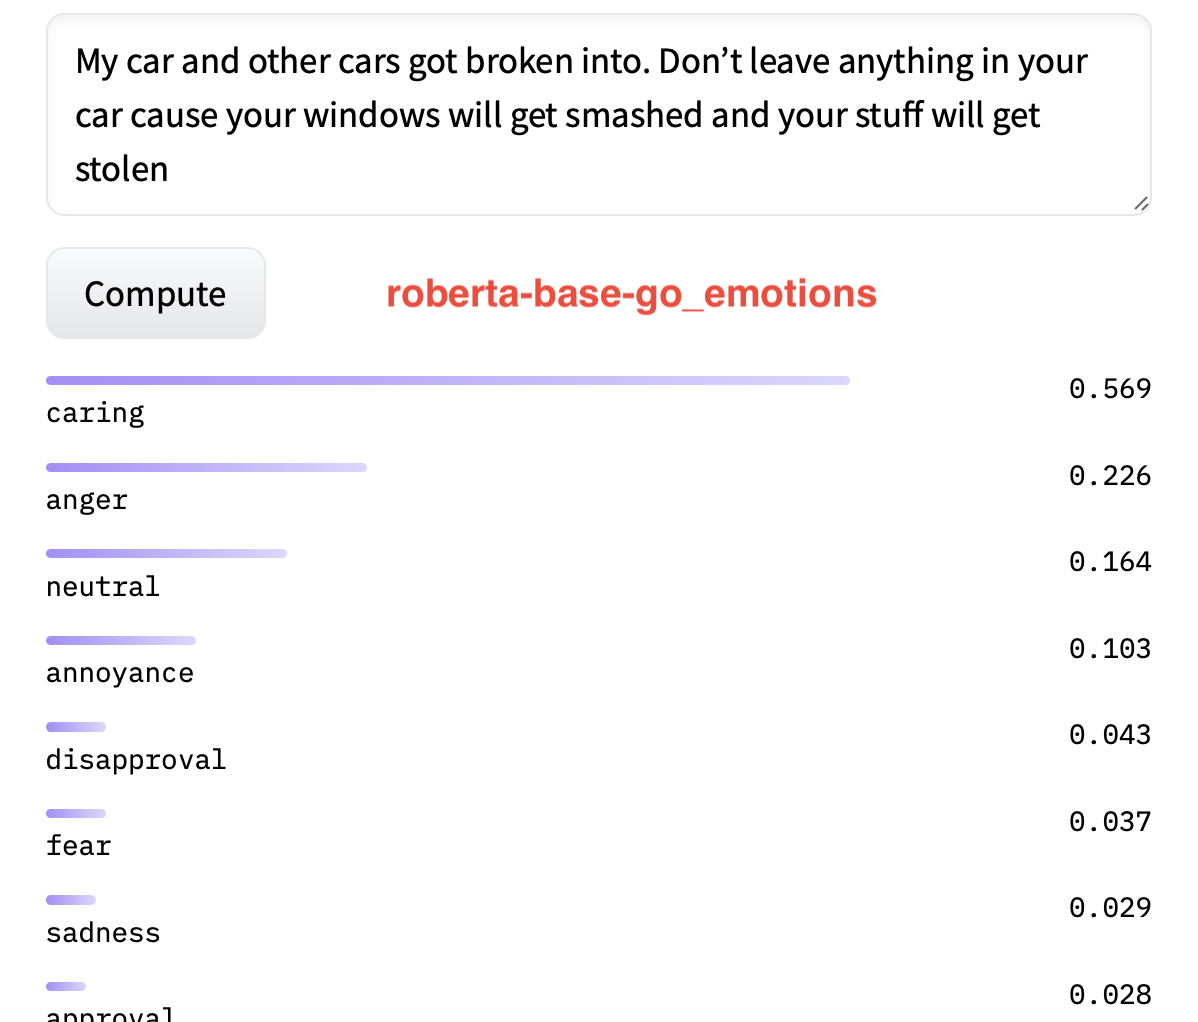 My car and other cars got broken into. Don’t leave anything in your
car cause your windows will get smashed and your stuff will get
stolen
Compute
roberta-base-go_emotions
0.569
caring
0.226
anger
0.164
neutral
0.103
annoyance
0.043
disapproval
0.037
fear
0.029
sadness
0.028
approval